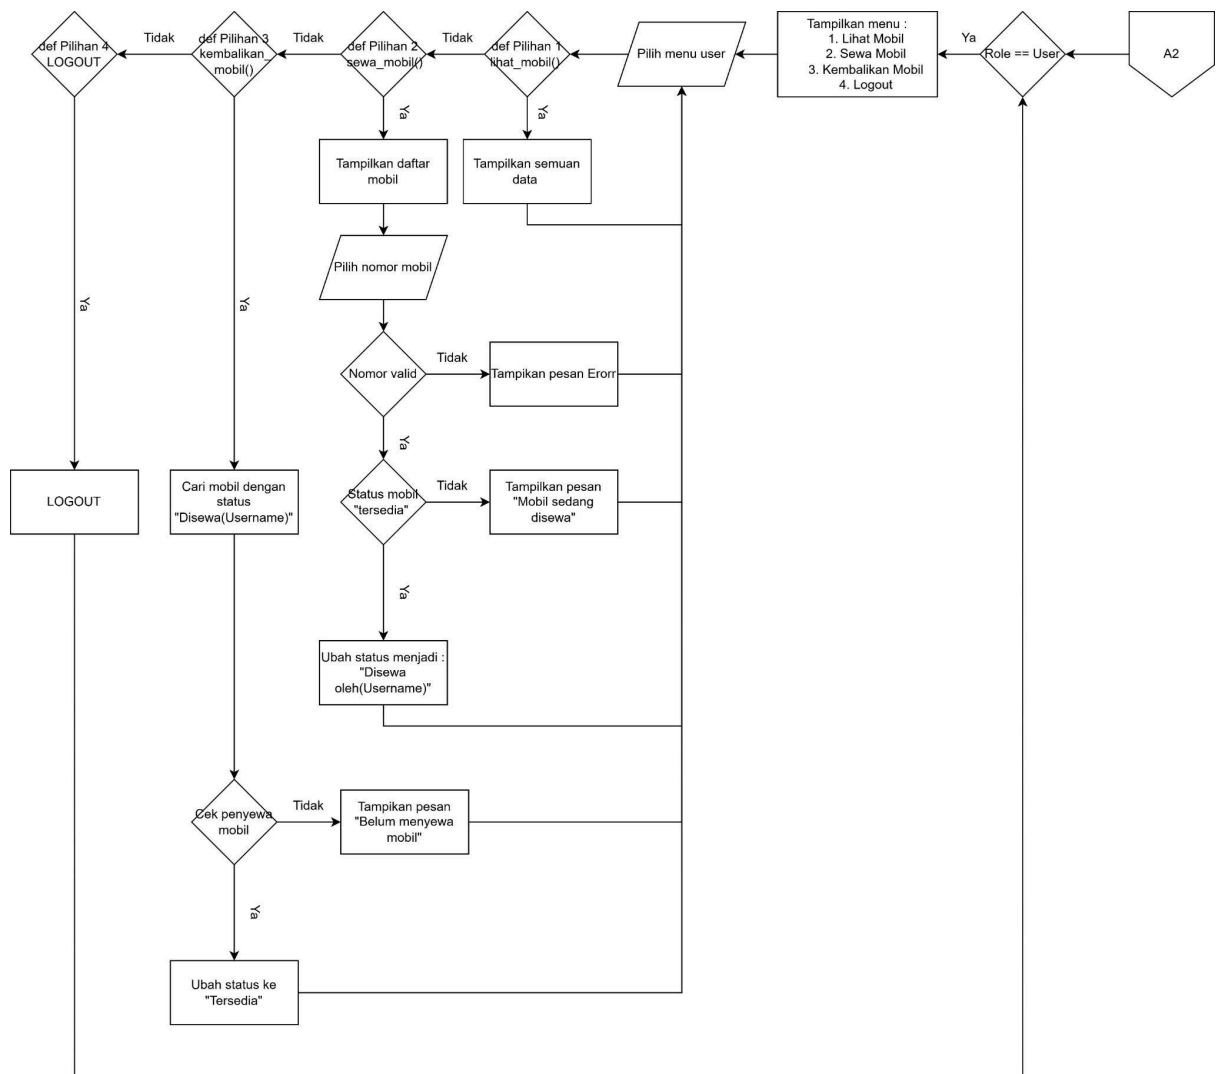 A2
Role == User
Ya
Tampilkan menu :
1. Lihat Mobil
2. Sewa Mobil
3. Kembalikan Mobil
4. Logout
Pilih menu user
def Pilihan 1
lihat_mobil()
Tidak
def Pilihan 2
sewa_mobil()
Tidak
def Pilihan 3
kembalikan_
mobil()
Tidak
def Pilihan 4
LOGOUT
Ya
Tampilkan semuan
data
Ya
Tampilkan daftar
mobil
Pilih nomor mobil
Nomor valid
Tidak
Tampikan pesan Erorr
Ya
Status mobil
"tersedia"
Tidak
Tampilkan pesan
"Mobil sedang
disewa"
Ya
Ubah status menjadi :
"Disewa
oleh(Username)"
Ya
Cari mobil dengan
status
"Disewa(Username)"
Cek penyewa
mobil
Tidak
Tampikan pesan
"Belum menyewa
mobil"
Ya
Ubah status ke
"Tersedia"
Ya
LOGOUT